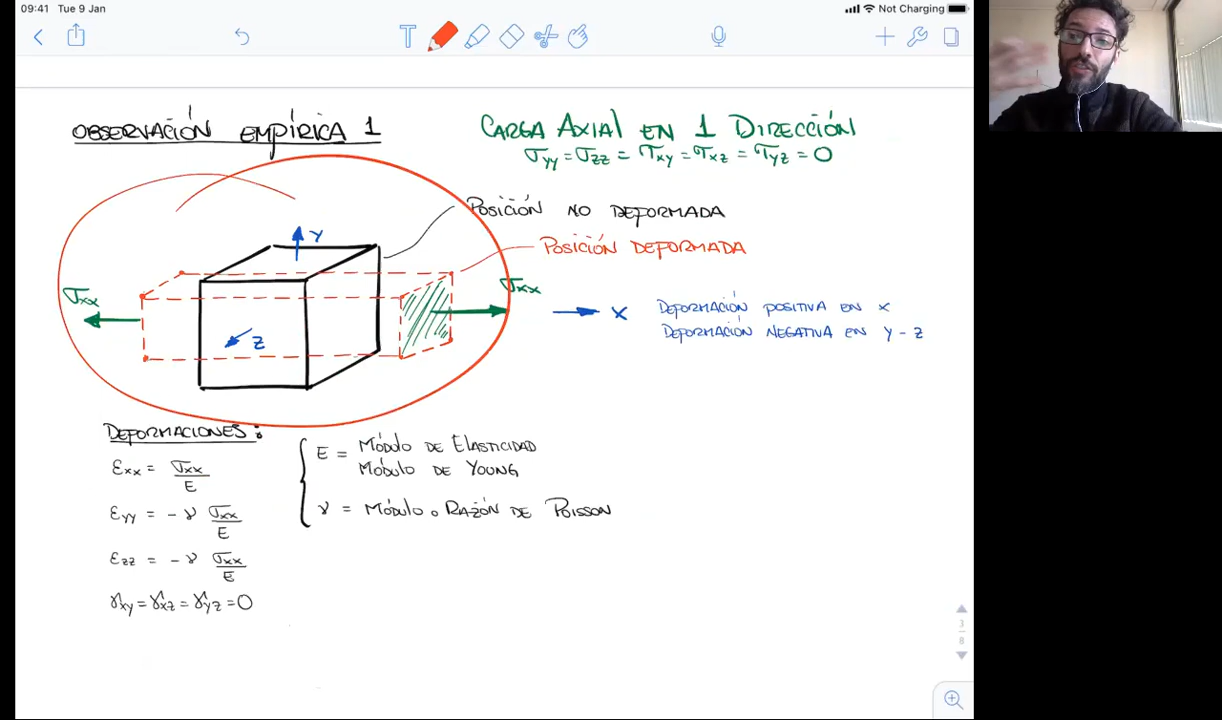 09:41 Tue 9 Jan
Not Charging
T
OBSERVACIÓN EMPÍRICA 1
CARGA AXIAL EN 1 DIRECCIÓN
σyy = σzz = τxy = τxz = τyz = 0
POSICIÓN NO DEFORMADA
POSICIÓN DEFORMADA
y
σxx
σxx
x
z
DEFORMACIÓN POSITIVA EN x
DEFORMACIÓN NEGATIVA EN y - z
DEFORMACIONES:
εxx = σxx/E
εyy = - ν σxx/E
εzz = - ν σxx/E
γxy = γxz = γyz = 0
E = MÓDULO DE ELASTICIDAD
MÓDULO DE YOUNG
ν = MÓDULO o RAZÓN DE POISSON
3
8